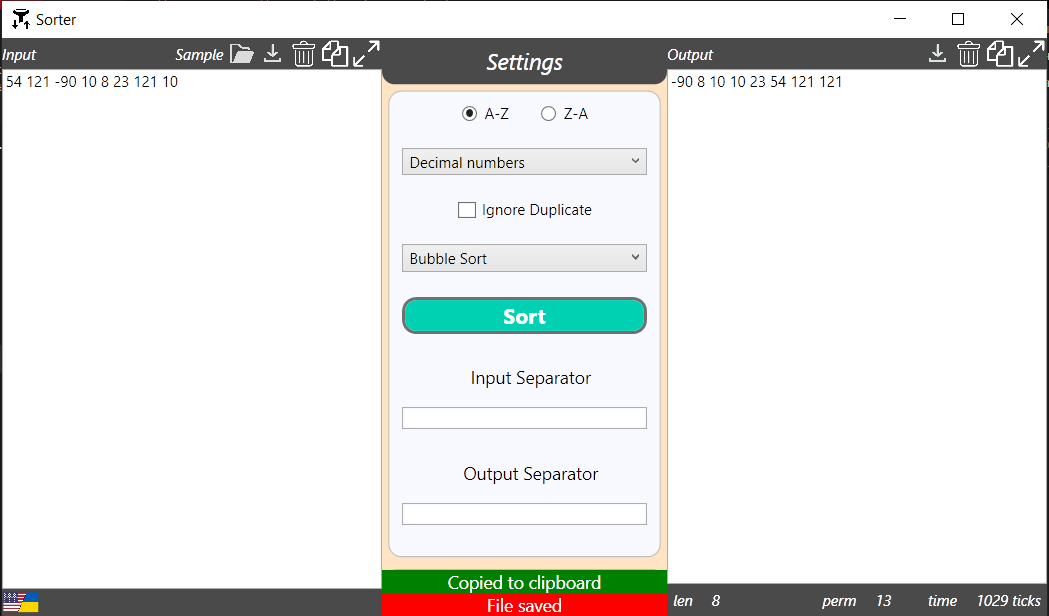 Sorter
Input Sample
54 121 -90 10 8 23 121 10
Settings
A-Z Z-A
Decimal numbers
Ignore Duplicate
Bubble Sort
Sort
Input Separator
Output Separator
Copied to clipboard
File saved
Output
-90 8 10 10 23 54 121 121
len 8 perm 13 time 1029 ticks